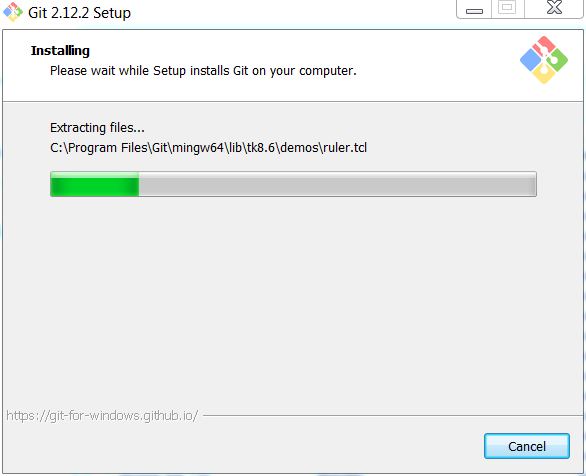 Git 2.12.2 Setup
Installing
Please wait while Setup installs Git on your computer.
Extracting files...
C:\Program Files\Git\mingw64\lib\tk8.6\demos\ruler.tcl
https://git-for-windows.github.io/
Cancel